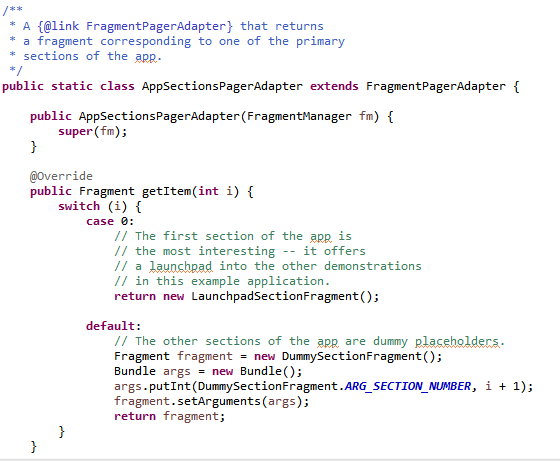 /**
 * A {@link FragmentPagerAdapter} that returns
 * a fragment corresponding to one of the primary
 * sections of the app.
 */
public static class AppSectionsPagerAdapter extends FragmentPagerAdapter {

    public AppSectionsPagerAdapter(FragmentManager fm) {
        super(fm);
    }

    @Override
    public Fragment getItem(int i) {
        switch (i) {
            case 0:
                // The first section of the app is
                // the most interesting -- it offers
                // a launchpad into the other demonstrations
                // in this example application.
                return new LaunchpadSectionFragment();

            default:
                // The other sections of the app are dummy placeholders.
                Fragment fragment = new DummySectionFragment();
                Bundle args = new Bundle();
                args.putInt(DummySectionFragment.ARG_SECTION_NUMBER, i + 1);
                fragment.setArguments(args);
                return fragment;
        }
    }